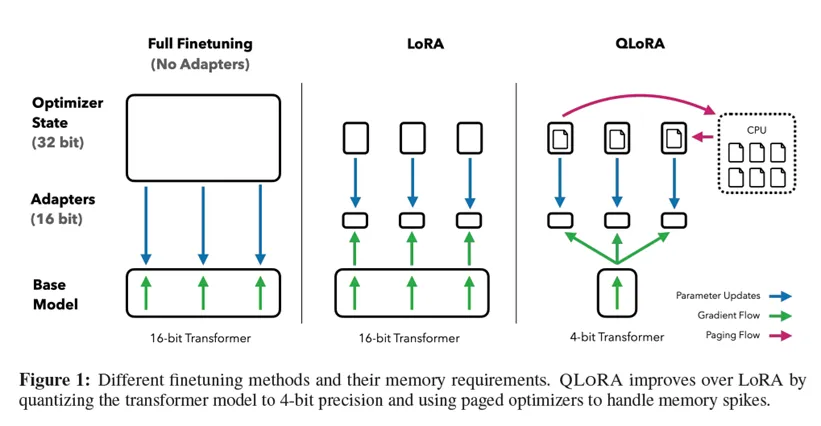 Full Finetuning
(No Adapters)
LoRA
QLoRA
Optimizer
State
(32 bit)
CPU
Adapters
(16 bit)
Base
Model
Parameter Updates
Gradient Flow
Paging Flow
16-bit Transformer
16-bit Transformer
4-bit Transformer
Figure 1: Different finetuning methods and their memory requirements. QLORA improves over LoRA by
quantizing the transformer model to 4-bit precision and using paged optimizers to handle memory spikes.